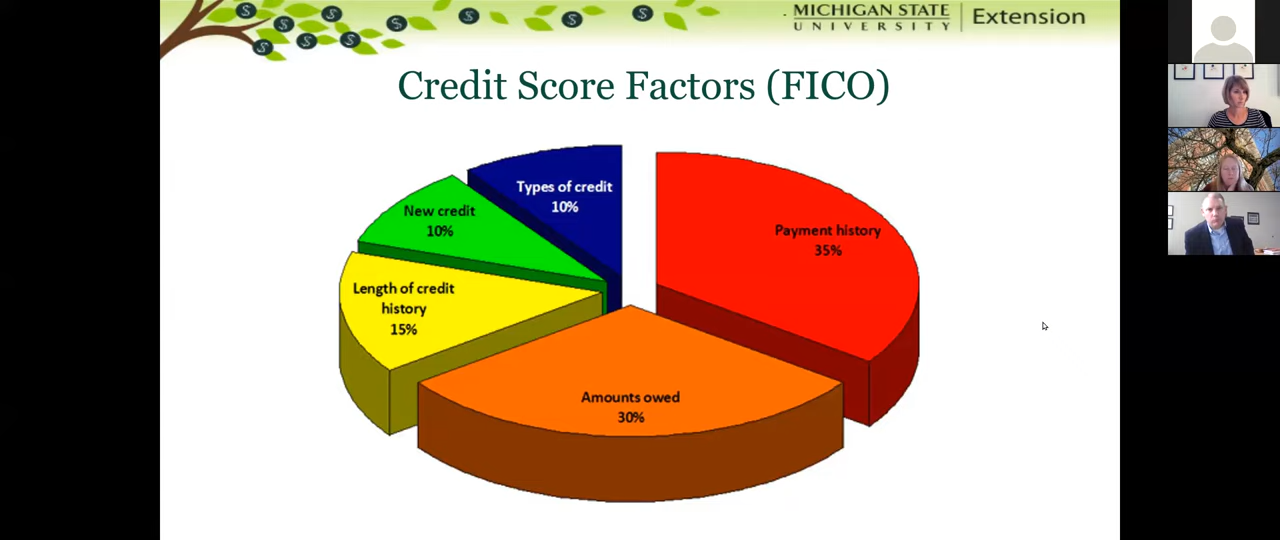 MICHIGAN STATE
UNIVERSITY
Extension
Credit Score Factors (FICO)
Types of credit
10%
New credit
10%
Payment history
35%
Length of credit
history
15%
Amounts owed
30%